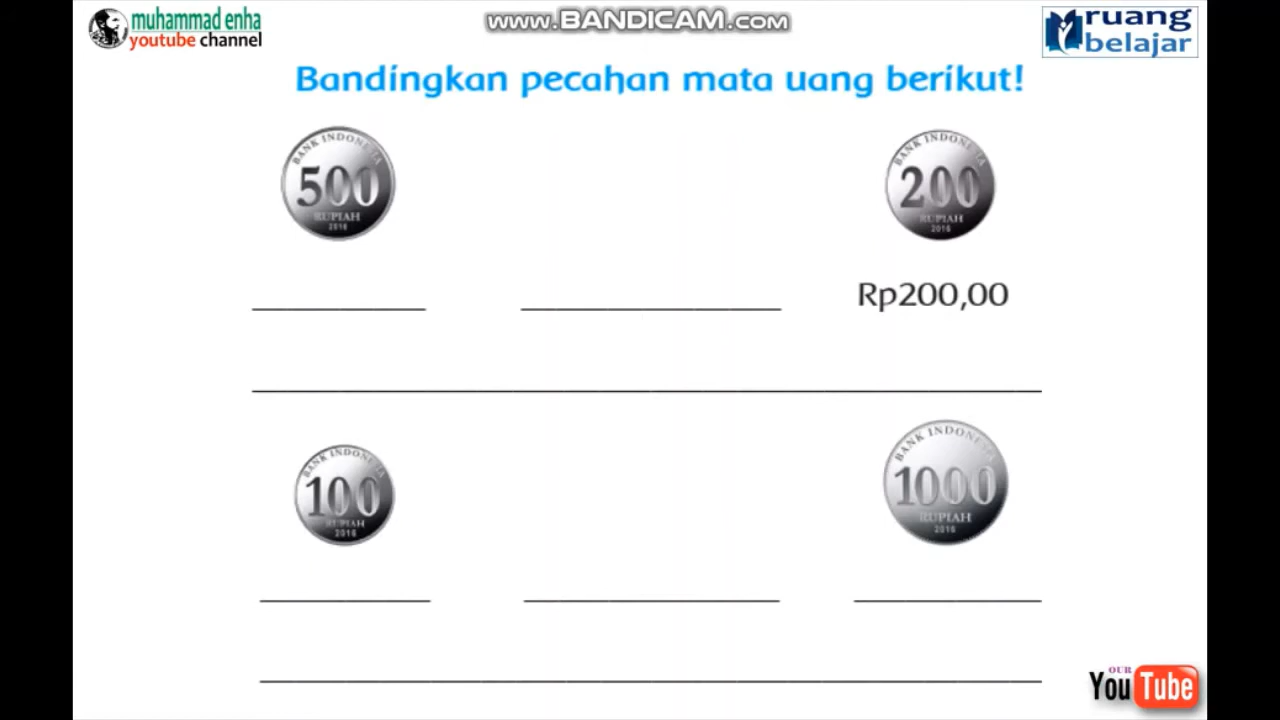 muhammad enha
youtube channel
www.BANDICAM.com
ruang
belajar
Bandingkan pecahan mata uang berikut!
BANK INDONESIA
500
RUPIAH
2016
BANK INDONESIA
200
RUPIAH
2016
Rp200,00
BANK INDONESIA
100
RUPIAH
2016
BANK INDONESIA
1000
RUPIAH
2016
OUR
YouTube